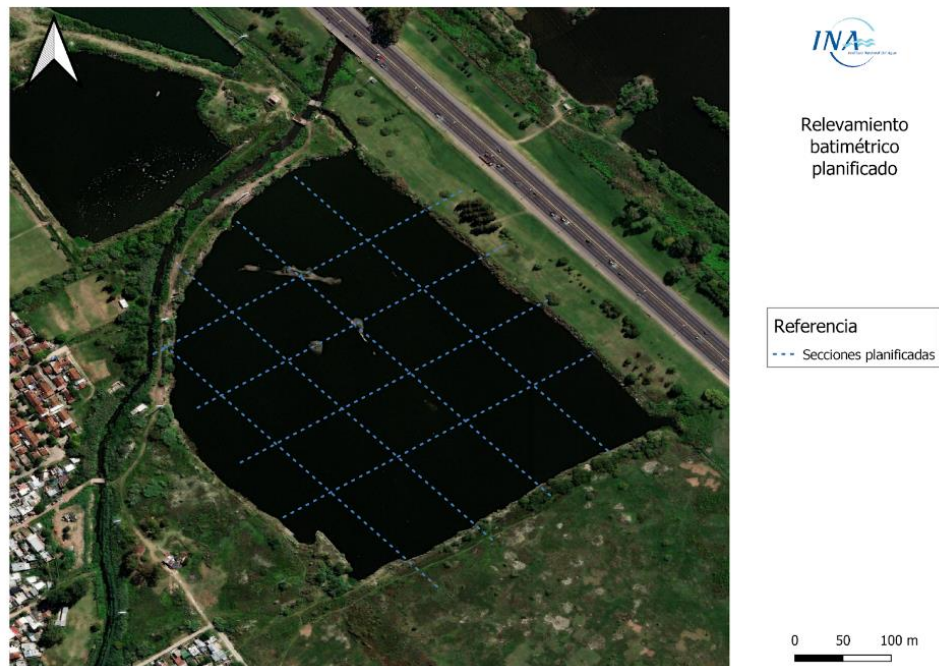 INA
Relevamiento
batimétrico
planificado
Referencia
Secciones planificadas
0 50 100 m